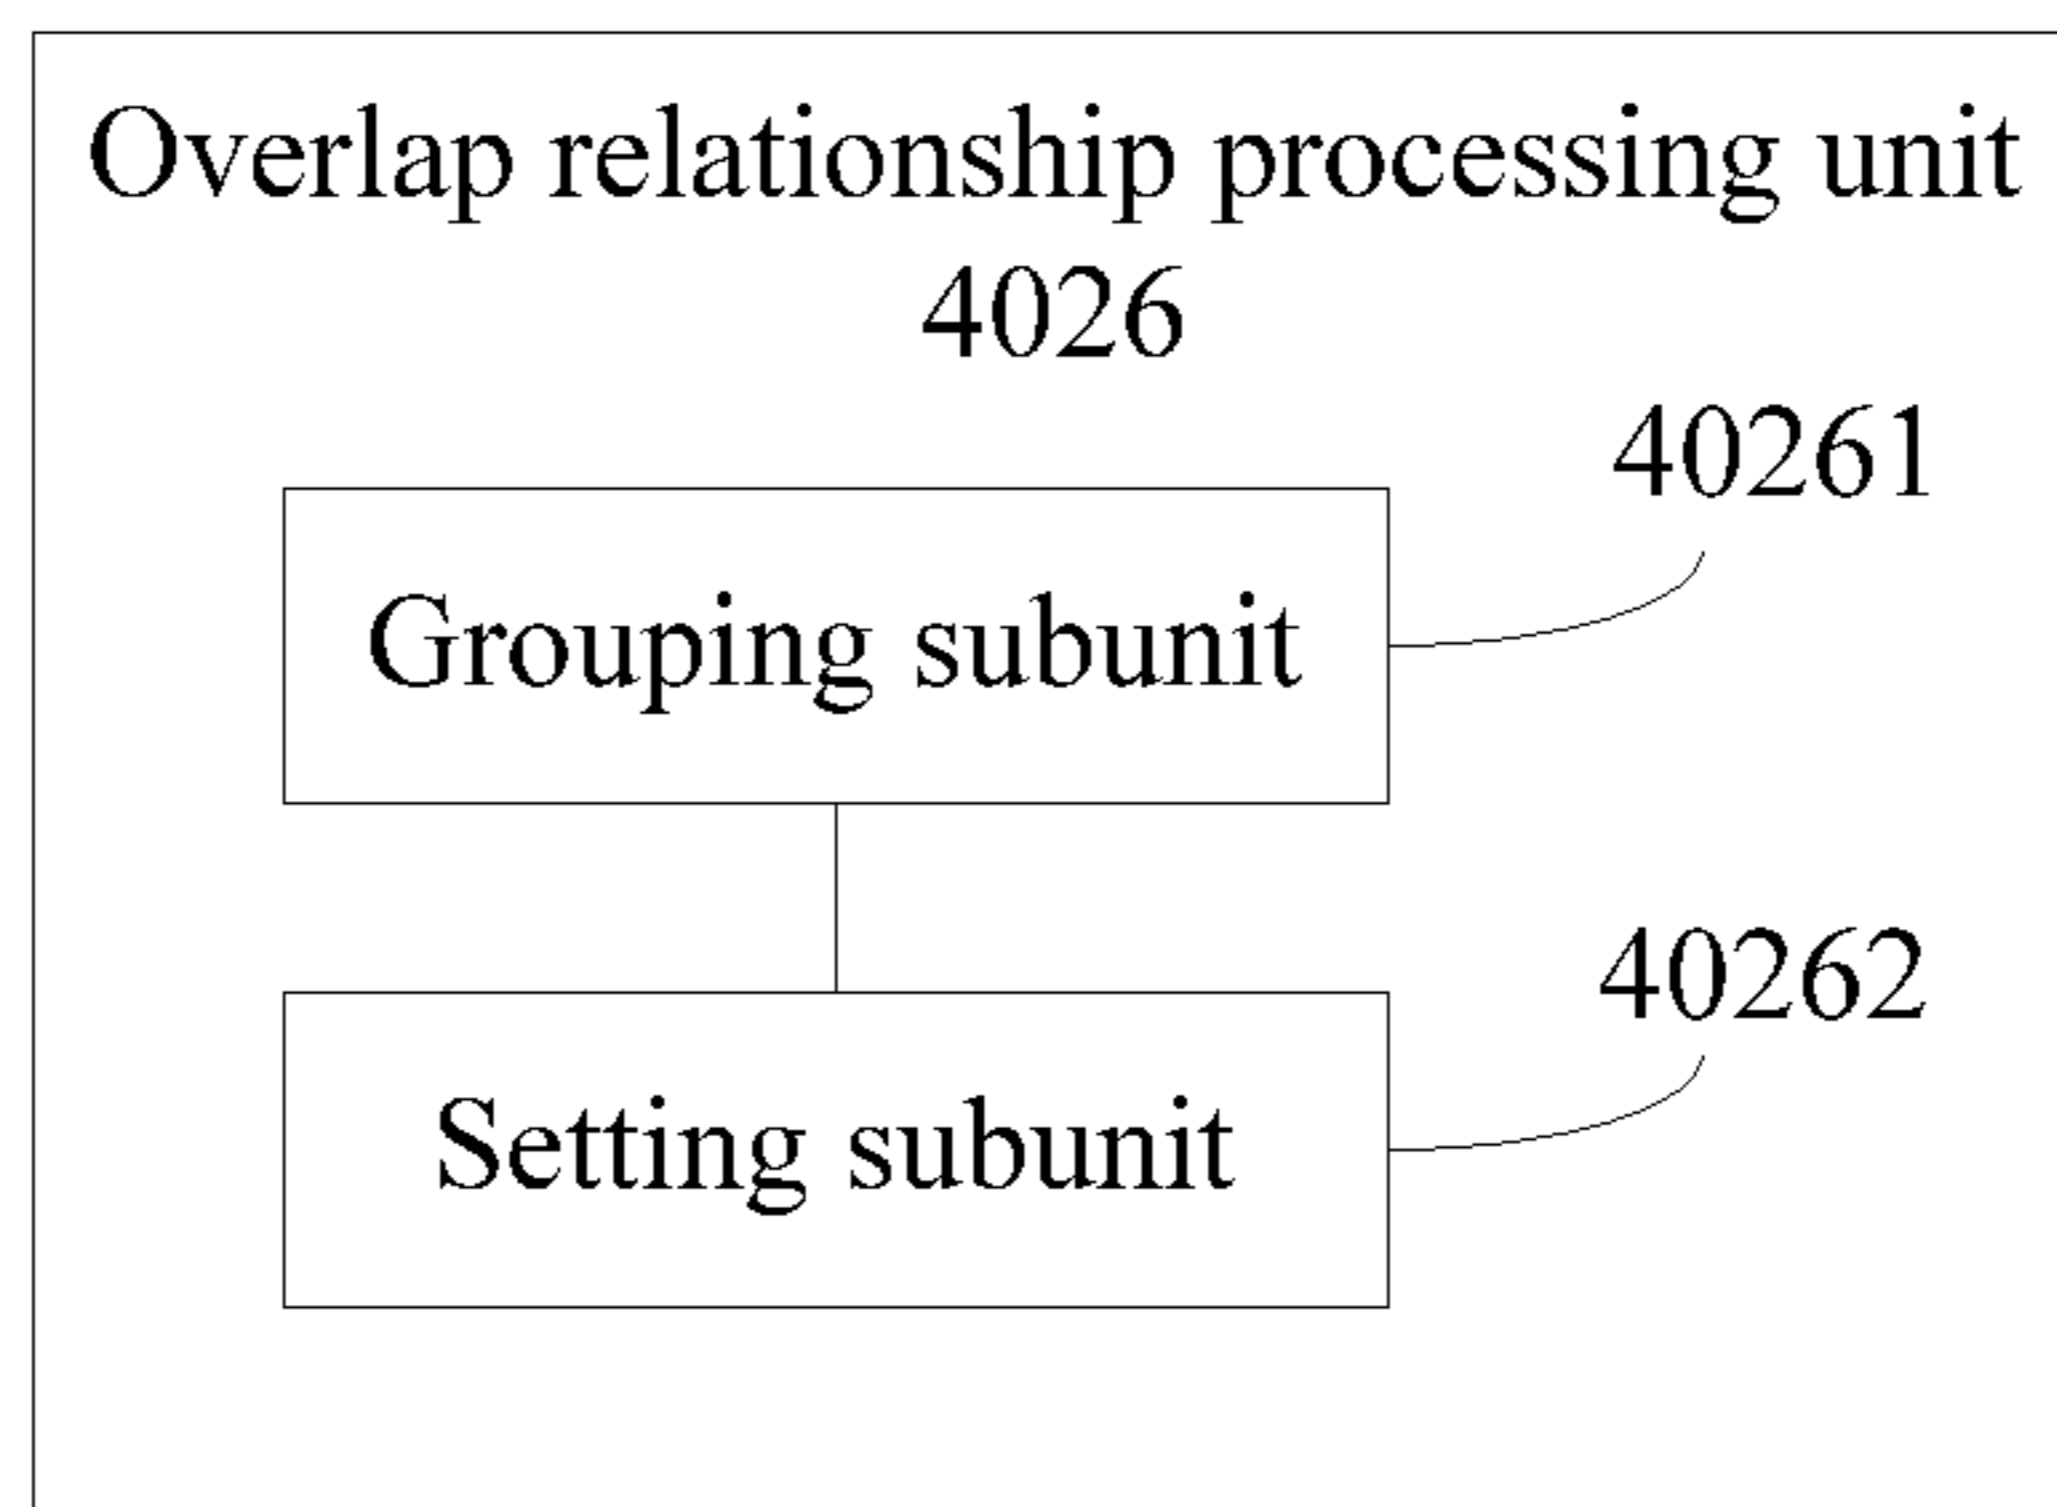 Overlap relationship processing unit
4026
40261
Grouping subunit
40262
Setting subunit